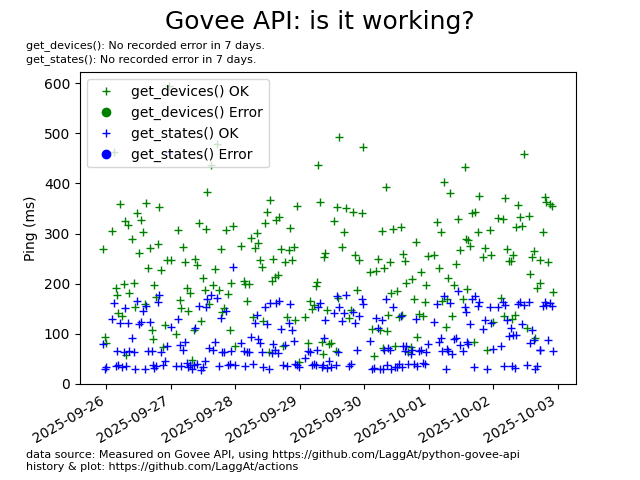 Govee API: is it working?
get_devices(): No recorded error in 7 days.
get_states(): No recorded error in 7 days.
get_devices() OK
get_devices() Error
get_states() OK
get_states() Error
Ping (ms)
600
500
400
300
200
100
0
2025-09-26
2025-09-27
2025-09-28
2025-09-29
2025-09-30
2025-10-01
2025-10-02
2025-10-03
data source: Measured on Govee API, using https://github.com/LaggAt/python-govee-api
history & plot: https://github.com/LaggAt/actions